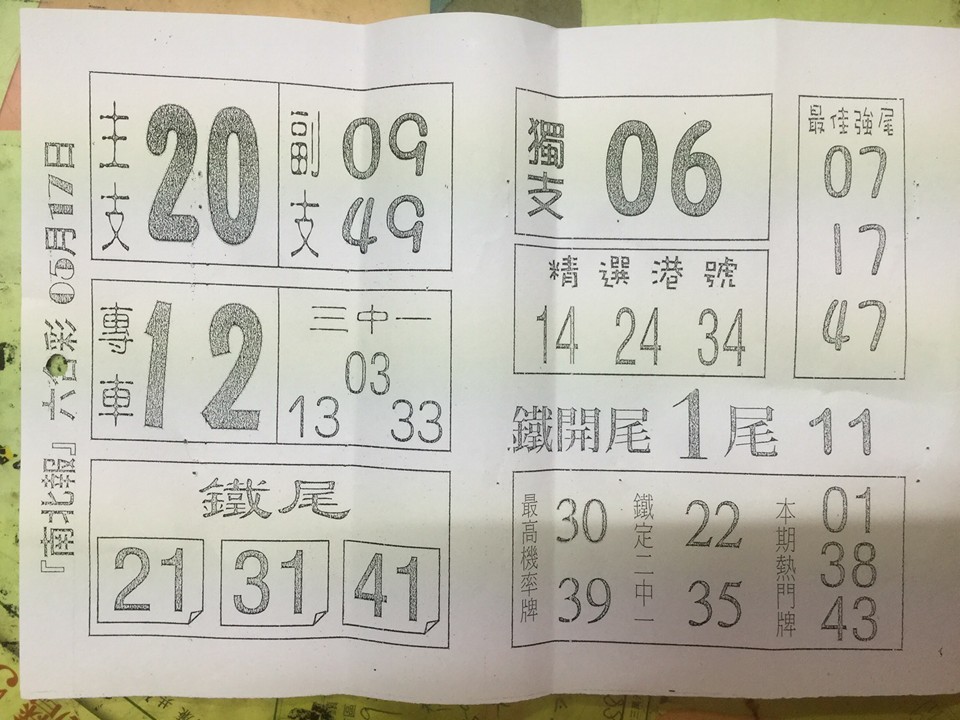 『南北報』六合彩 05月17日
主支 20
副支 09 45
專車 12
三中一
03
13 33
鐵尾
21 31 41
獨支 06
精選港號
14 24 34
最佳強尾
07
17
47
鐵開尾 1尾 11
最高機率牌 30 39
鐵定二中一 22 35
本期熱門牌 01 38 43